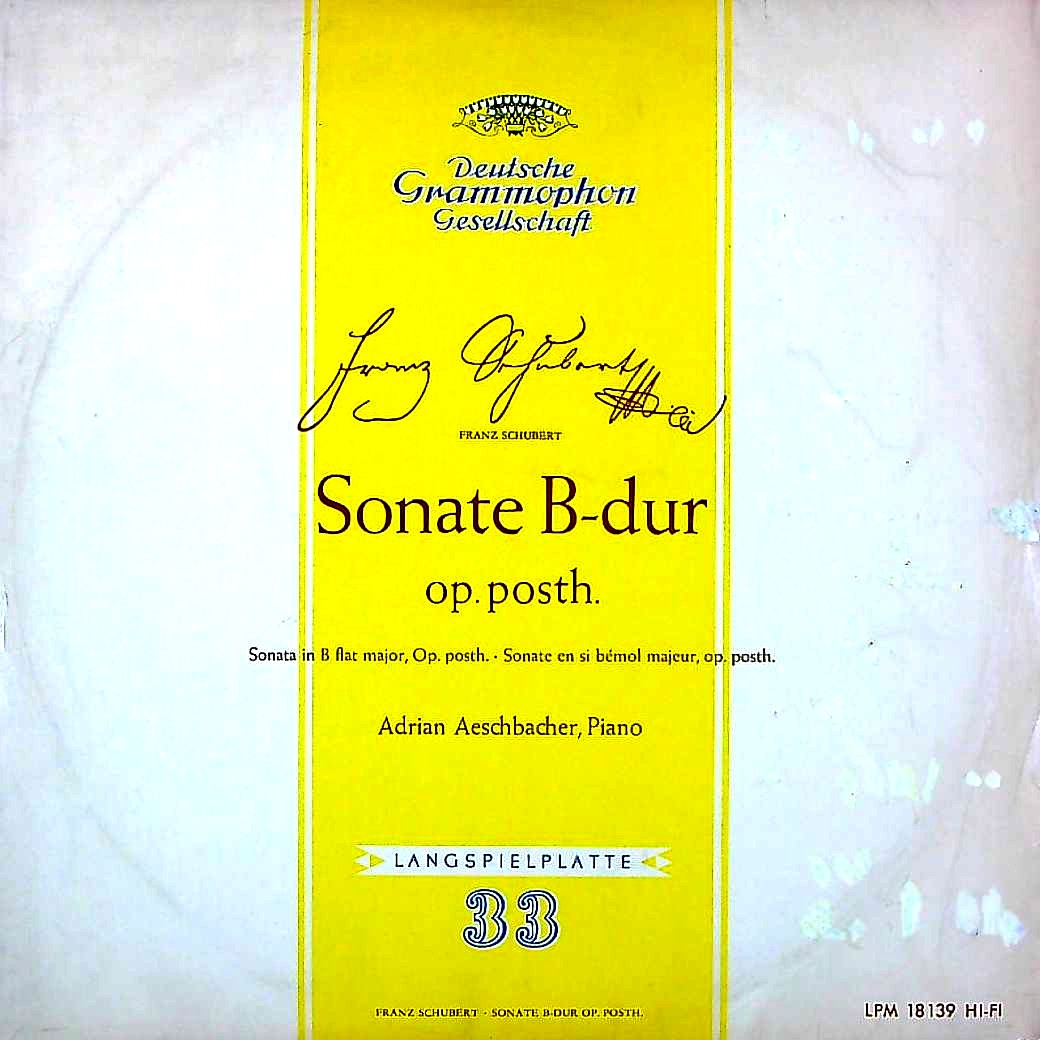 Deutsche
Grammophon
Gesellschaft
Franz Schubert
FRANZ SCHUBERT
Sonate B-dur
op. posth.
Sonata in B flat major, Op. posth. · Sonate en si bémol majeur, op. posth.
Adrian Aeschbacher, Piano
LANGSPIELPLATTE
33
FRANZ SCHUBERT · SONATE B-DUR OP. POSTH.
LPM 18139 HI-FI